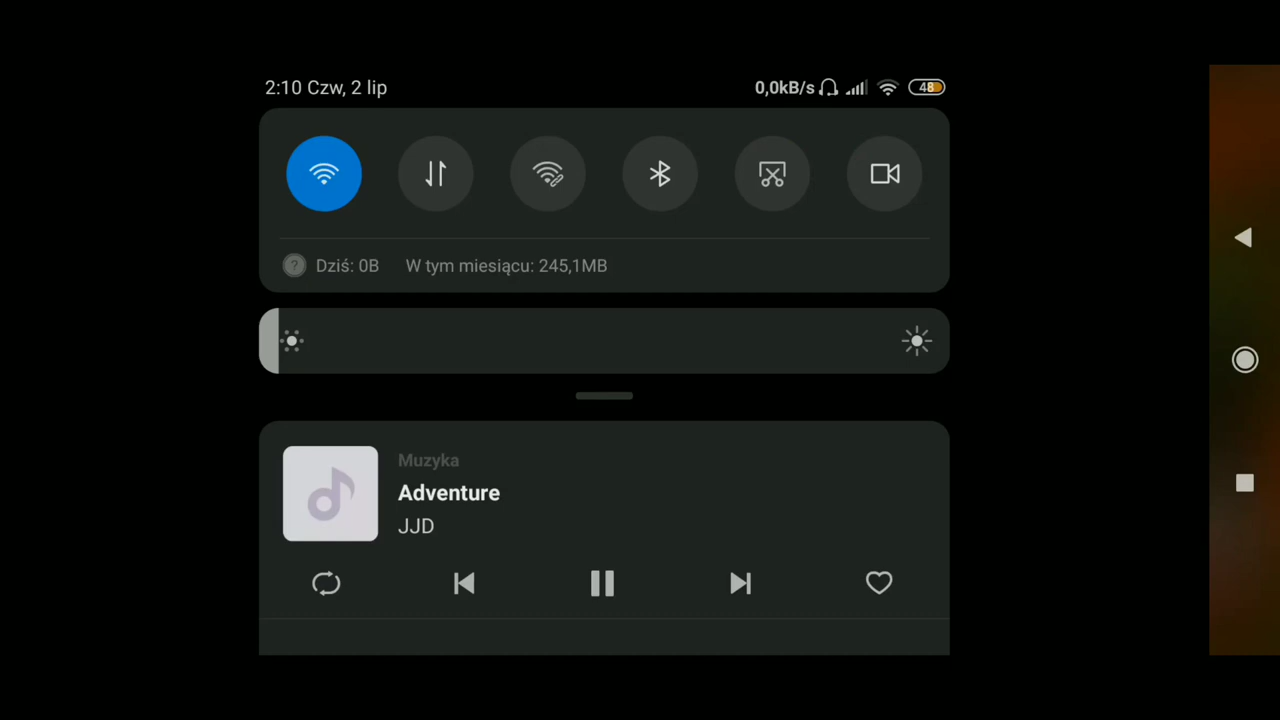 2:10 Czw, 2 lip 0,0kB/s 48
? Dziś: 0B W tym miesiącu: 245,1MB
Muzyka
Adventure
JJD